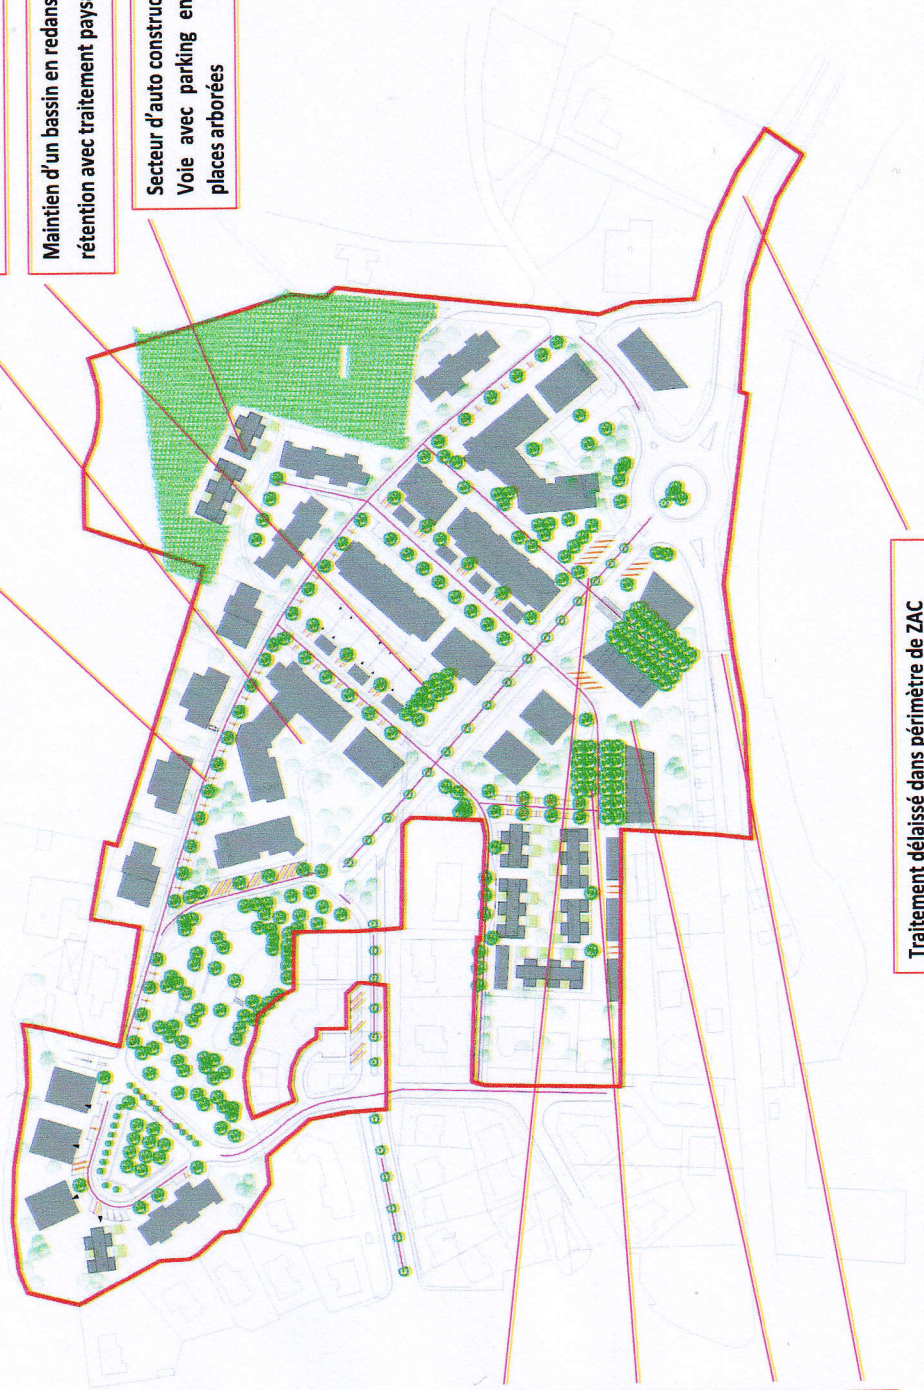 Maintien d'un bassin en redans
rétention avec traitement pays
Secteur d'auto construc
Voie avec parking en
places arborées
Traitement délaissé dans périmètre de ZAC